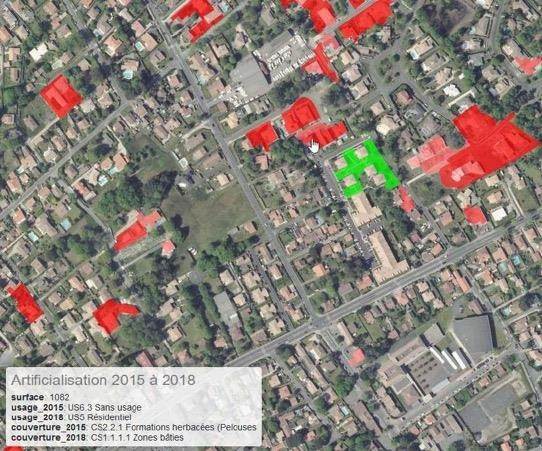 Artificialisation 2015 à 2018
surface: 1082
usage_2015: US6.3 Sans usage
usage_2018: US5 Résidentiel
couverture_2015: CS2.2.1 Formations herbacées (Pelouses
couverture_2018: CS1.1.1.1 Zones bâties